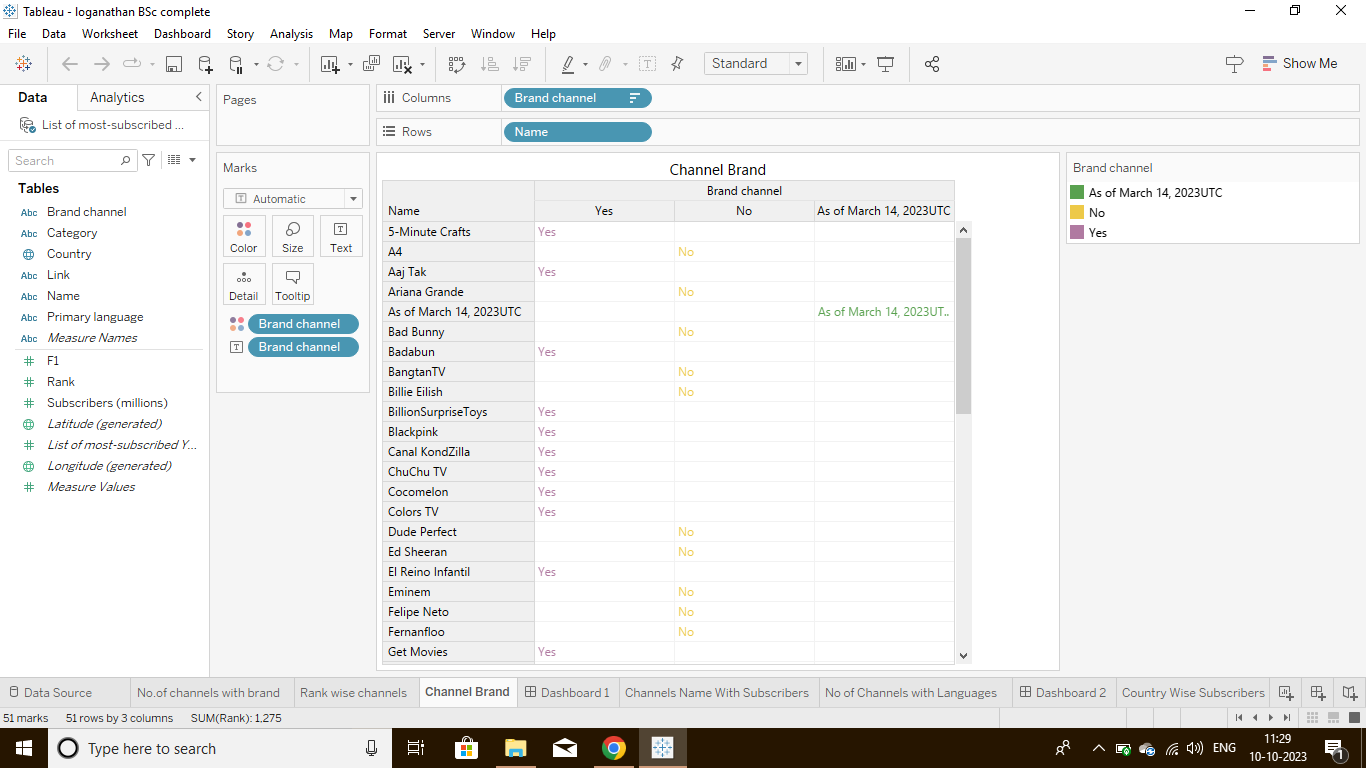 Tableau - loganathan BSc complete
File Data Worksheet Dashboard Story Analysis Map Format Server Window Help
Standard
Show Me
Data Analytics
List of most-subscribed ...
Search
Tables
Abc Brand channel
Abc Category
Country
Abc Link
Abc Name
Abc Primary language
Abc Measure Names
F1
Rank
Subscribers (millions)
Latitude (generated)
List of most-subscribed Y...
Longitude (generated)
Measure Values
Pages
Marks
Automatic
Color Size Text
Detail Tooltip
Brand channel
Brand channel
Columns Brand channel
Rows Name
Channel Brand
Brand channel
Name Yes No As of March 14, 2023UTC
5-Minute Crafts Yes
A4 No
Aaj Tak Yes
Ariana Grande No
As of March 14, 2023UTC As of March 14, 2023UT..
Bad Bunny No
Badabun Yes
BangtanTV No
Billie Eilish No
BillionSurpriseToys Yes
Blackpink Yes
Canal KondZilla Yes
ChuChu TV Yes
Cocomelon Yes
Colors TV Yes
Dude Perfect No
Ed Sheeran No
El Reino Infantil Yes
Eminem No
Felipe Neto No
Fernanfloo No
Get Movies Yes
Brand channel
As of March 14, 2023UTC
No
Yes
Data Source No.of channels with brand Rank wise channels Channel Brand Dashboard 1 Channels Name With Subscribers No of Channels with Languages Dashboard 2 Country Wise Subscribers
51 marks 51 rows by 3 columns SUM(Rank): 1,275
Type here to search
ENG
11:29
10-10-2023
1